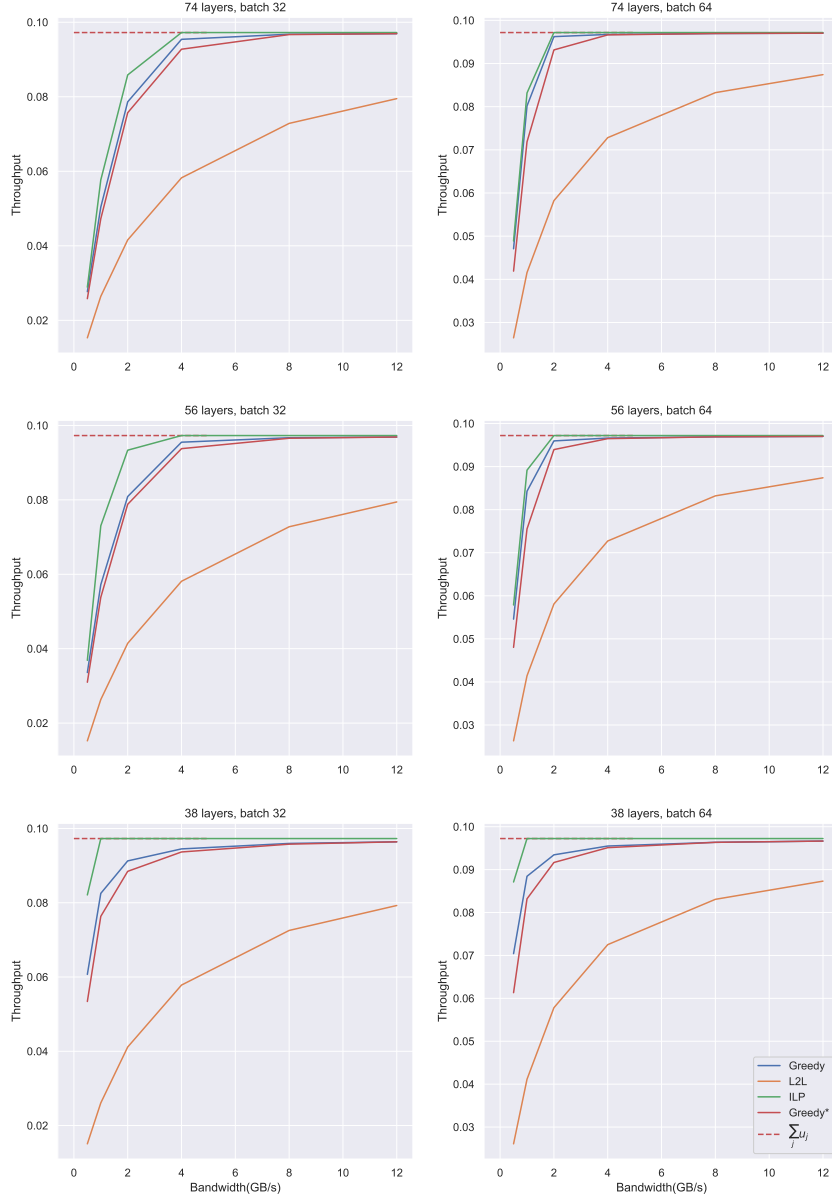 74 layers, batch 32
0.10
0.08
0.06
0.04
0.02
Throughput
0 2 4 6 8 10 12
74 layers, batch 64
0.10
0.09
0.08
0.07
0.06
0.05
0.04
0.03
Throughput
0 2 4 6 8 10 12
56 layers, batch 32
0.10
0.08
0.06
0.04
0.02
Throughput
0 2 4 6 8 10 12
56 layers, batch 64
0.10
0.09
0.08
0.07
0.06
0.05
0.04
0.03
Throughput
0 2 4 6 8 10 12
38 layers, batch 32
0.10
0.08
0.06
0.04
0.02
Throughput
0 2 4 6 8 10 12
Bandwidth(GB/s)
38 layers, batch 64
0.10
0.09
0.08
0.07
0.06
0.05
0.04
0.03
Throughput
0 2 4 6 8 10 12
Bandwidth(GB/s)
Greedy
L2L
ILP
Greedy*
∑_j u_j